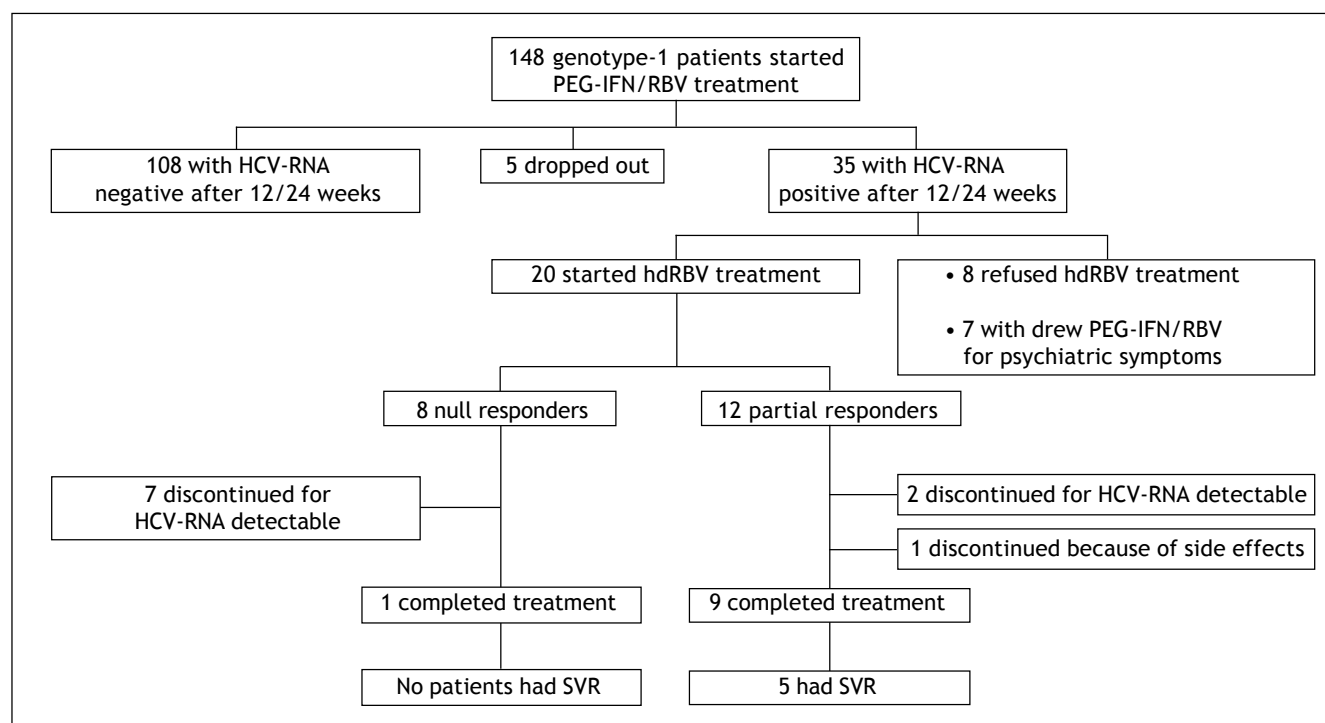 148 genotype-1 patients started
PEG-IFN/RBV treatment
108 with HCV-RNA
negative after 12/24 weeks
5 dropped out
35 with HCV-RNA
positive after 12/24 weeks
20 started hdRBV treatment
• 8 refused hdRBV treatment
• 7 with drew PEG-IFN/RBV
for psychiatric symptoms
8 null responders
12 partial responders
7 discontinued for
HCV-RNA detectable
2 discontinued for HCV-RNA detectable
1 discontinued because of side effects
1 completed treatment
9 completed treatment
No patients had SVR
5 had SVR